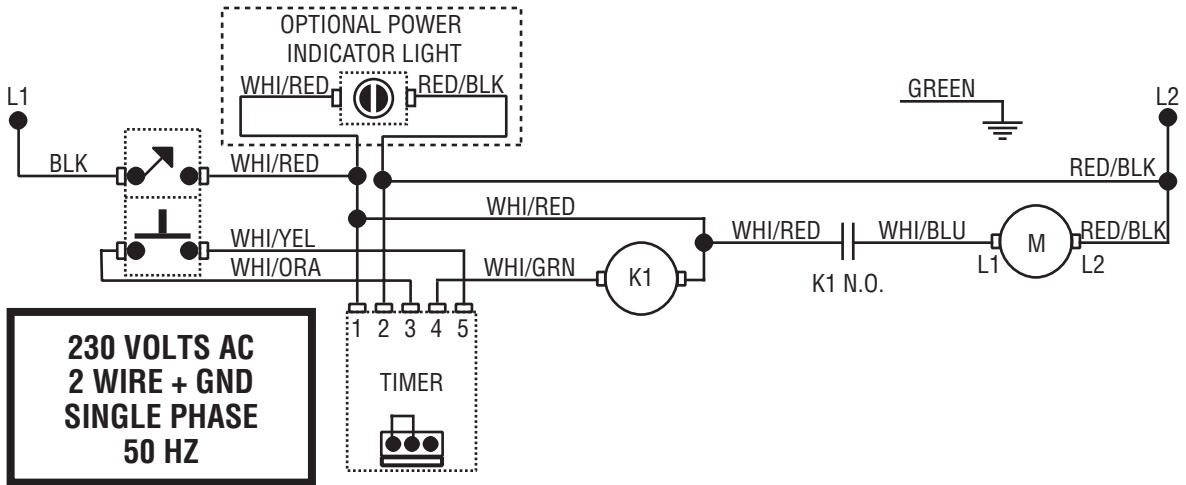 OPTIONAL POWER
INDICATOR LIGHT
WHI/RED
RED/BLK
L1
GREEN
L2
BLK
WHI/RED
RED/BLK
WHI/RED
WHI/YEL
WHI/RED
WHI/BLU
M
RED/BLK
L1
L2
WHI/ORA
WHI/GRN
K1
K1 N.O.
1 2 3 4 5
TIMER
230 VOLTS AC
2 WIRE + GND
SINGLE PHASE
50 HZ